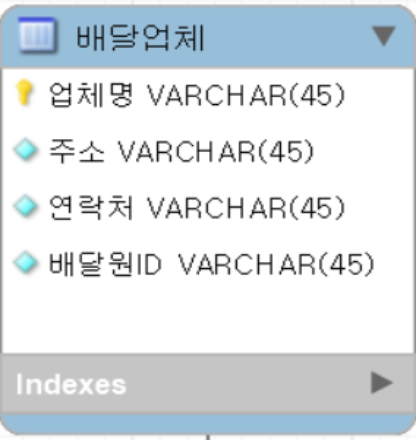 배달업체
업체명 VARCHAR(45)
주소 VARCHAR(45)
연락처 VARCHAR(45)
배달원ID VARCHAR(45)
Indexes